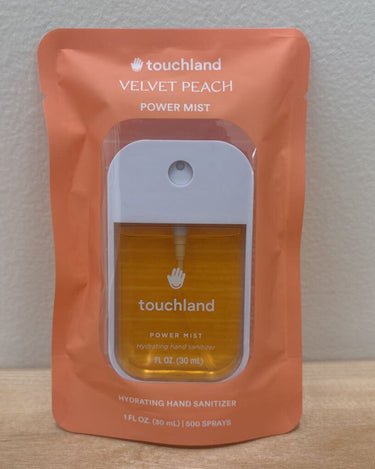 touchland
VELVET PEACH
POWER MIST
touchland
POWER MIST
Hydrating hand sanitizer
1 FL OZ. (30 mL)
HYDRATING HAND SANITIZER
1 FL OZ. (30 mL) | 500 SPRAYS